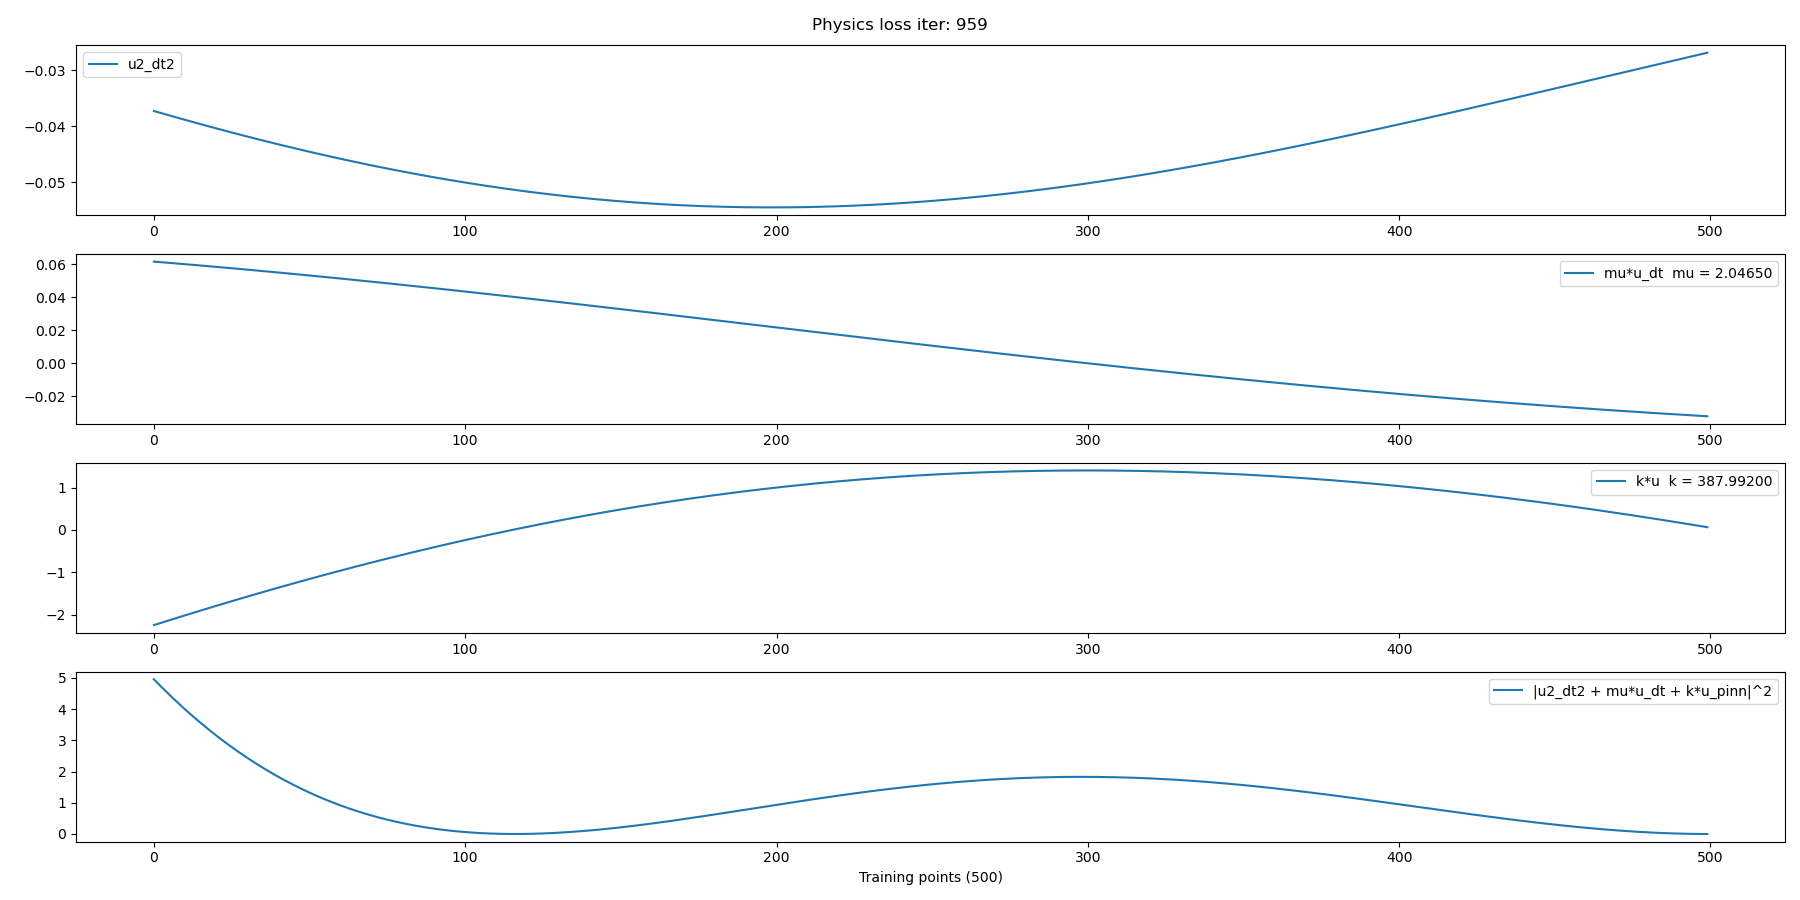 Physics loss iter: 959
u2_dt2
−0.03
−0.04
−0.05
0 100 200 300 400 500
mu*u_dt  mu = 2.04650
0.06
0.04
0.02
0.00
−0.02
0 100 200 300 400 500
k*u  k = 387.99200
1
0
−1
−2
0 100 200 300 400 500
|u2_dt2 + mu*u_dt + k*u_pinn|^2
5
4
3
2
1
0
0 100 200 300 400 500
Training points (500)